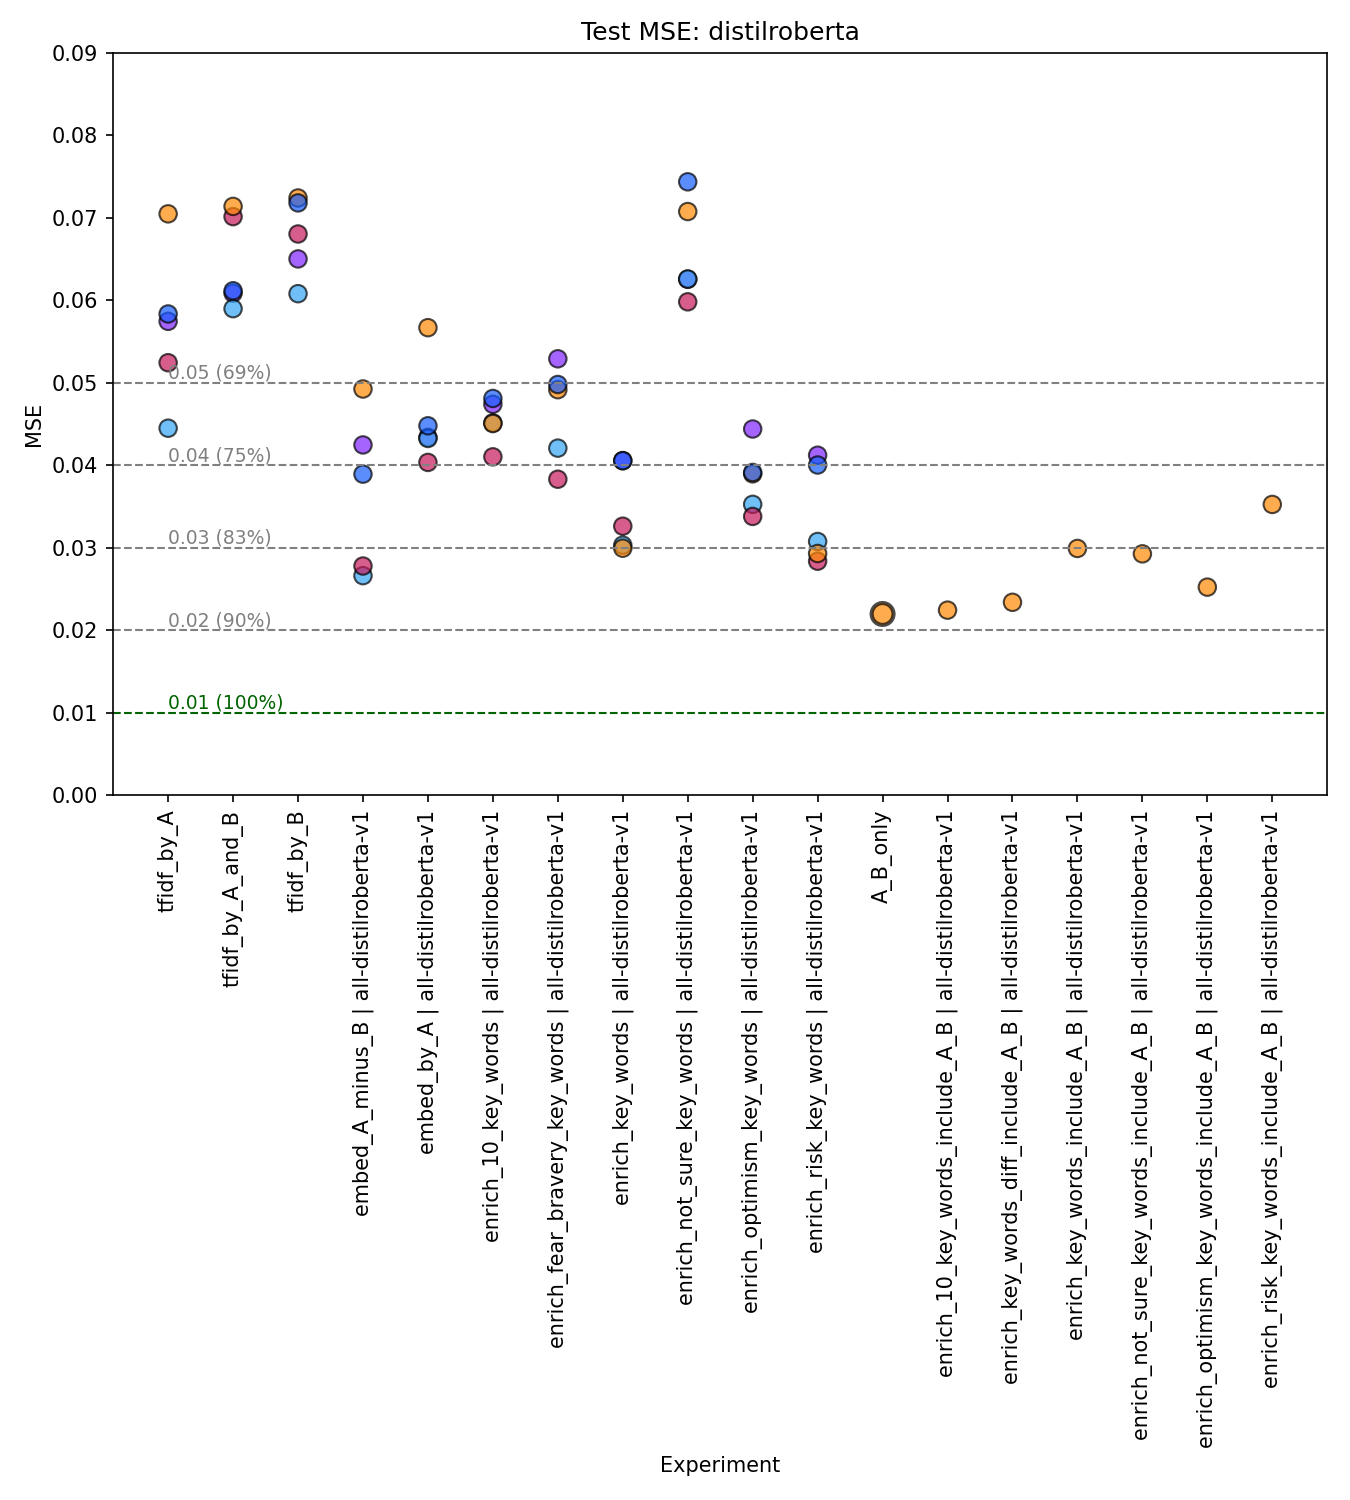 Test MSE: distilroberta
MSE
0.09
0.08
0.07
0.06
0.05
0.04
0.03
0.02
0.01
0.00
0.05 (69%)
0.04 (75%)
0.03 (83%)
0.02 (90%)
0.01 (100%)
tfidf_by_A
tfidf_by_A_and_B
tfidf_by_B
embed_A_minus_B | all-distilroberta-v1
embed_by_A | all-distilroberta-v1
enrich_10_key_words | all-distilroberta-v1
enrich_fear_bravery_key_words | all-distilroberta-v1
enrich_key_words | all-distilroberta-v1
enrich_not_sure_key_words | all-distilroberta-v1
enrich_optimism_key_words | all-distilroberta-v1
enrich_risk_key_words | all-distilroberta-v1
A_B_only
enrich_10_key_words_include_A_B | all-distilroberta-v1
enrich_key_words_diff_include_A_B | all-distilroberta-v1
enrich_key_words_include_A_B | all-distilroberta-v1
enrich_not_sure_key_words_include_A_B | all-distilroberta-v1
enrich_optimism_key_words_include_A_B | all-distilroberta-v1
enrich_risk_key_words_include_A_B | all-distilroberta-v1
Experiment